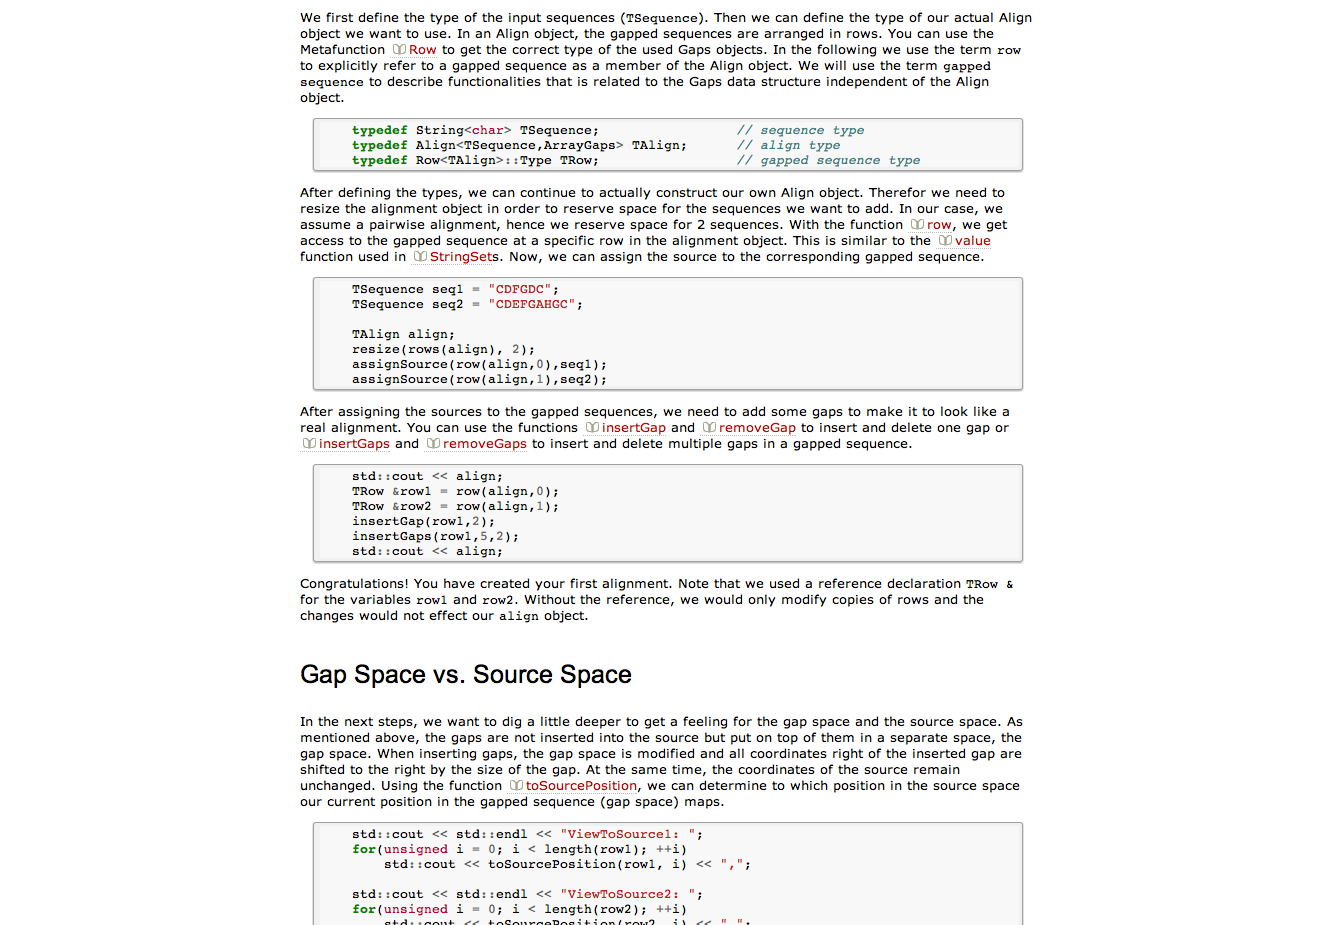 We first define the type of the input sequences (TSequence). Then we can define the type of our actual Align
object we want to use. In an Align object, the gapped sequences are arranged in rows. You can use the
Metafunction Row to get the correct type of the used Gaps objects. In the following we use the term row
to explicitly refer to a gapped sequence as a member of the Align object. We will use the term gapped
sequence to describe functionalities that is related to the Gaps data structure independent of the Align
object.
typedef String<char> TSequence; // sequence type
typedef Align<TSequence,ArrayGaps> TAlign; // align type
typedef Row<TAlign>::Type TRow; // gapped sequence type
After defining the types, we can continue to actually construct our own Align object. Therefor we need to
resize the alignment object in order to reserve space for the sequences we want to add. In our case, we
assume a pairwise alignment, hence we reserve space for 2 sequences. With the function row, we get
access to the gapped sequence at a specific row in the alignment object. This is similar to the value
function used in StringSets. Now, we can assign the source to the corresponding gapped sequence.
TSequence seq1 = "CDFGDC";
TSequence seq2 = "CDEFGAHGC";
TAlign align;
resize(rows(align), 2);
assignSource(row(align,0),seq1);
assignSource(row(align,1),seq2);
After assigning the sources to the gapped sequences, we need to add some gaps to make it to look like a
real alignment. You can use the functions insertGap and removeGap to insert and delete one gap or
insertGaps and removeGaps to insert and delete multiple gaps in a gapped sequence.
std::cout << align;
TRow &row1 = row(align,0);
TRow &row2 = row(align,1);
insertGap(row1,2);
insertGaps(row1,5,2);
std::cout << align;
Congratulations! You have created your first alignment. Note that we used a reference declaration TRow &
for the variables row1 and row2. Without the reference, we would only modify copies of rows and the
changes would not effect our align object.
Gap Space vs. Source Space
In the next steps, we want to dig a little deeper to get a feeling for the gap space and the source space. As
mentioned above, the gaps are not inserted into the source but put on top of them in a separate space, the
gap space. When inserting gaps, the gap space is modified and all coordinates right of the inserted gap are
shifted to the right by the size of the gap. At the same time, the coordinates of the source remain
unchanged. Using the function toSourcePosition, we can determine to which position in the source space
our current position in the gapped sequence (gap space) maps.
std::cout << std::endl << "ViewToSource1: ";
for(unsigned i = 0; i < length(row1); ++i)
std::cout << toSourcePosition(row1, i) << ",";
std::cout << std::endl << "ViewToSource2: ";
for(unsigned i = 0; i < length(row2); ++i)
std::cout << toSourcePosition(row2, i) <<